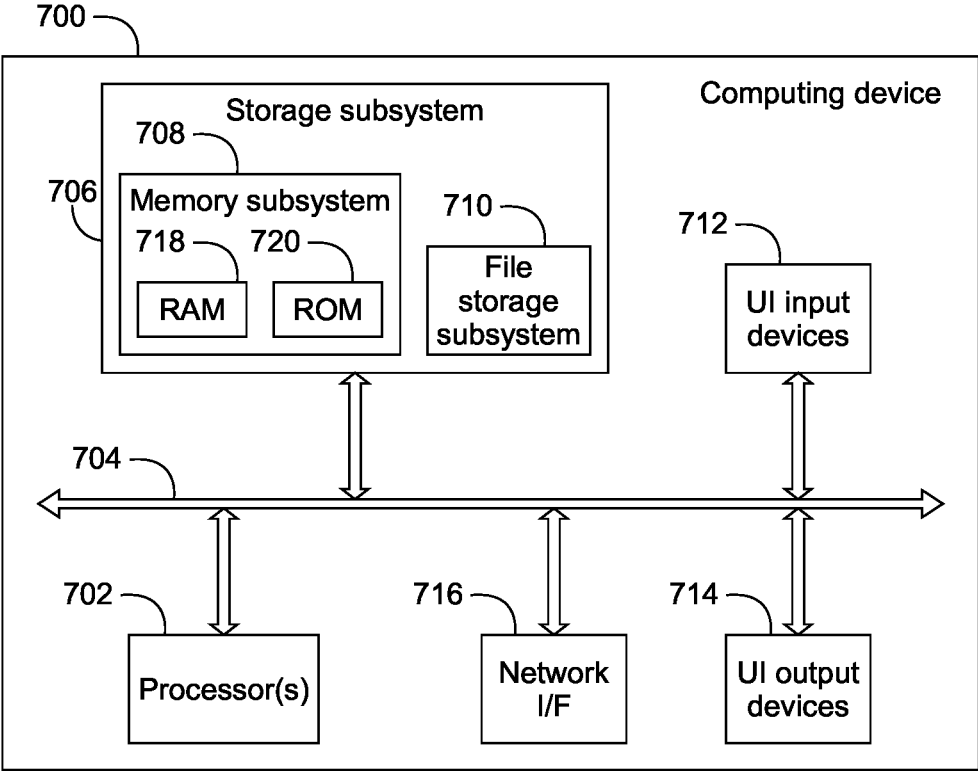 700
Storage subsystem
Computing device
708
706
Memory subsystem
710
712
718
720
RAM
ROM
File
storage
subsystem
UI input
devices
704
702
716
714
Processor(s)
Network
I/F
UI output
devices